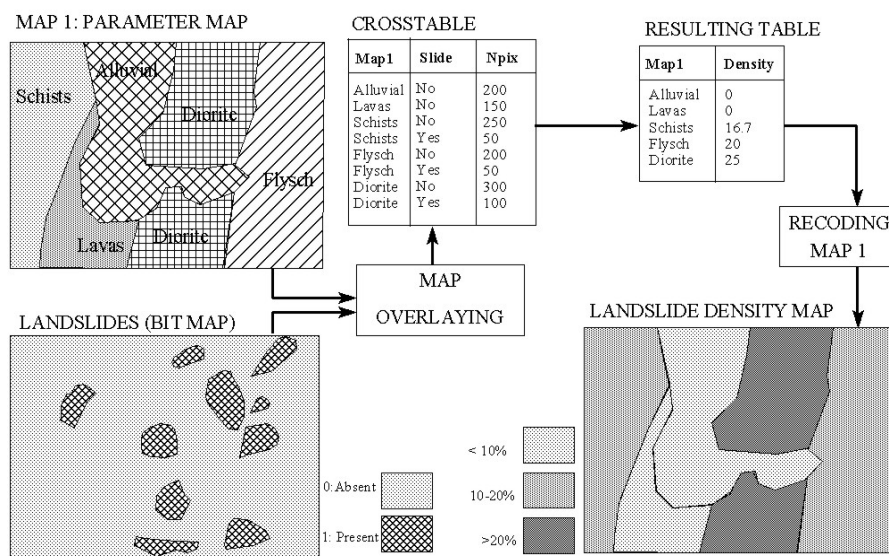 MAP 1: PARAMETER MAP
Schists
Alluvial
Diorite
Flysch
Lavas
Diorite
CROSSTABLE
Map1 Slide Npix
Alluvial No 200
Lavas No 150
Schists No 250
Schists Yes 50
Flysch No 200
Flysch Yes 50
Diorite No 300
Diorite Yes 100
RESULTING TABLE
Map1 Density
Alluvial 0
Lavas 0
Schists 16.7
Flysch 20
Diorite 25
RECODING
MAP 1
MAP
OVERLAYING
LANDSLIDES (BIT MAP)
0:Absent
1: Present
LANDSLIDE DENSITY MAP
< 10%
10-20%
>20%